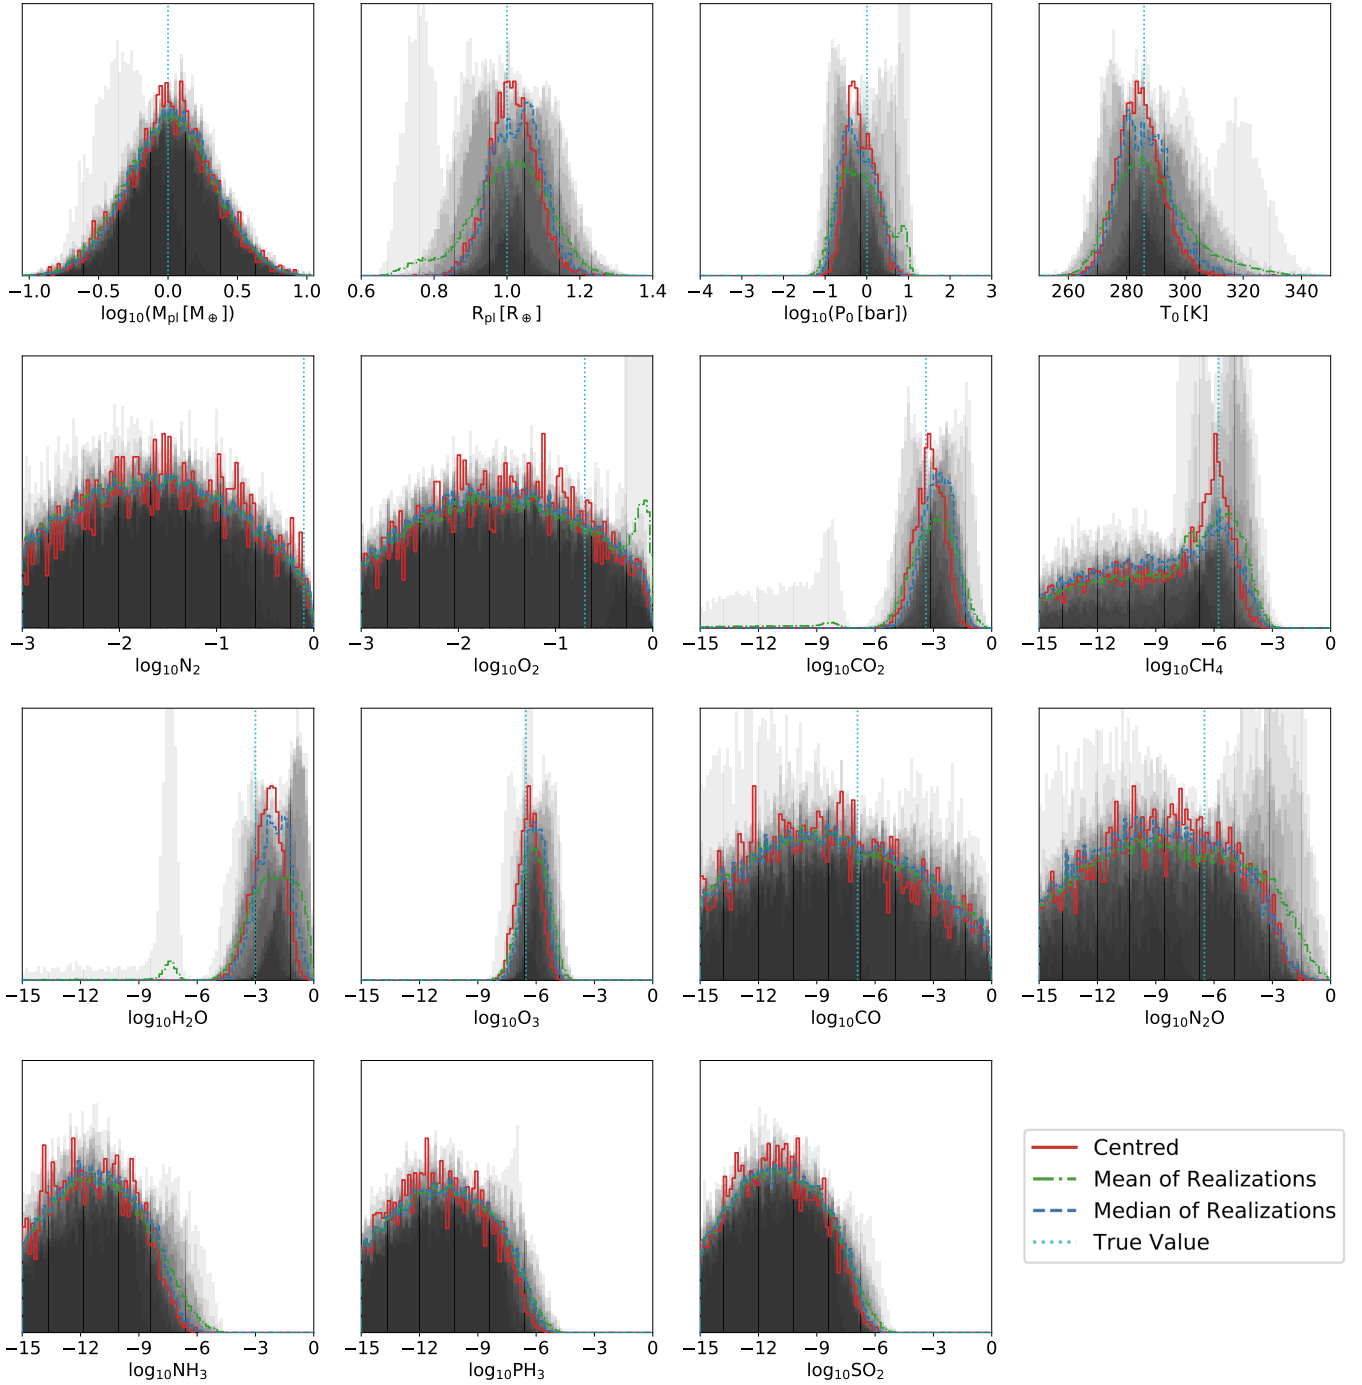 −1.0 −0.5 0.0 0.5 1.0
log₁₀(M_pl [M_⊕])
0.6 0.8 1.0 1.2 1.4
R_pl [R_⊕]
−4 −3 −2 −1 0 1 2 3
log₁₀(P₀ [bar])
260 280 300 320 340
T₀ [K]
−3 −2 −1 0
log₁₀N₂
−3 −2 −1 0
log₁₀O₂
−15 −12 −9 −6 −3 0
log₁₀CO₂
−15 −12 −9 −6 −3 0
log₁₀CH₄
−15 −12 −9 −6 −3 0
log₁₀H₂O
−15 −12 −9 −6 −3 0
log₁₀O₃
−15 −12 −9 −6 −3 0
log₁₀CO
−15 −12 −9 −6 −3 0
log₁₀N₂O
−15 −12 −9 −6 −3 0
log₁₀NH₃
−15 −12 −9 −6 −3 0
log₁₀PH₃
−15 −12 −9 −6 −3 0
log₁₀SO₂
Centred
Mean of Realizations
Median of Realizations
True Value